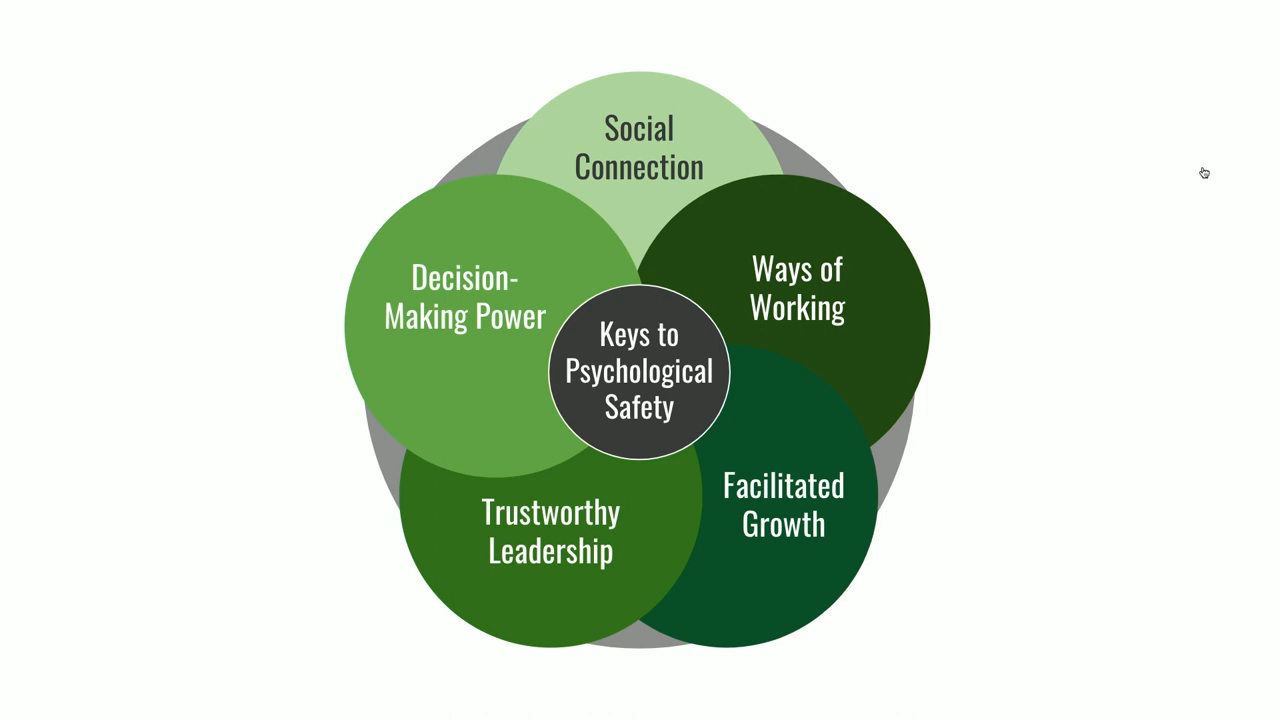 Social
Connection
Decision-
Making Power
Ways of
Working
Keys to
Psychological
Safety
Trustworthy
Leadership
Facilitated
Growth